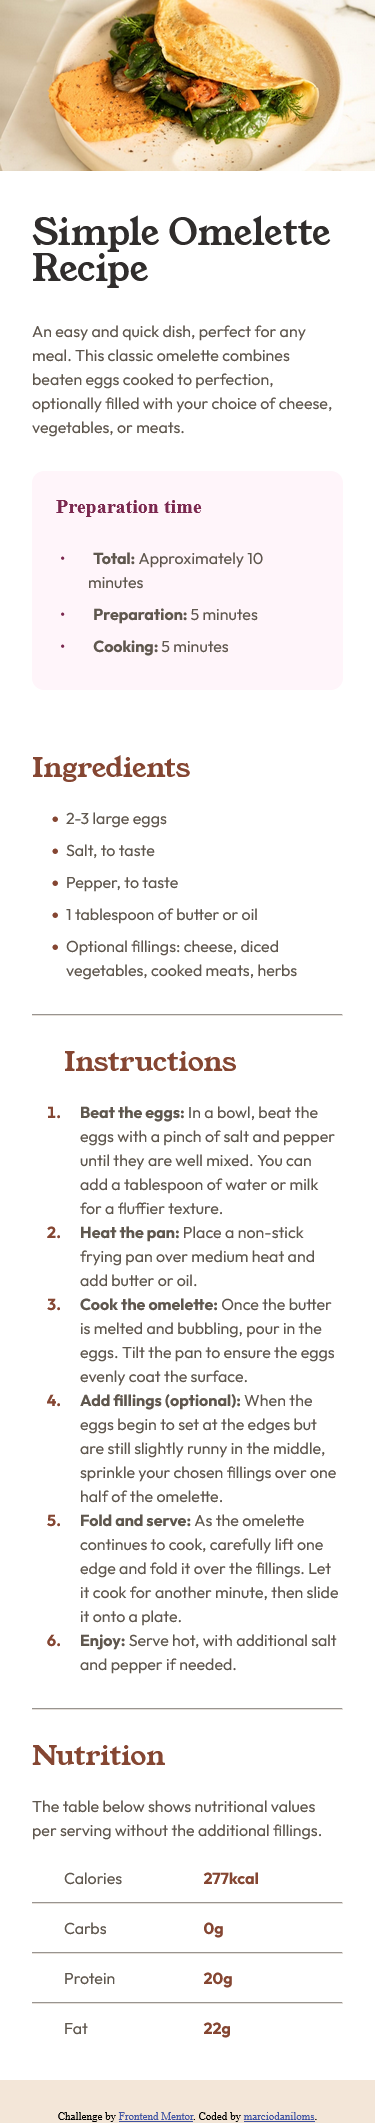 Simple Omelette
Recipe
An easy and quick dish, perfect for any
meal. This classic omelette combines
beaten eggs cooked to perfection,
optionally filled with your choice of cheese,
vegetables, or meats.
Preparation time
• Total: Approximately 10
minutes
• Preparation: 5 minutes
• Cooking: 5 minutes
Ingredients
• 2-3 large eggs
• Salt, to taste
• Pepper, to taste
• 1 tablespoon of butter or oil
• Optional fillings: cheese, diced
vegetables, cooked meats, herbs
Instructions
1. Beat the eggs: In a bowl, beat the
eggs with a pinch of salt and pepper
until they are well mixed. You can
add a tablespoon of water or milk
for a fluffier texture.
2. Heat the pan: Place a non-stick
frying pan over medium heat and
add butter or oil.
3. Cook the omelette: Once the butter
is melted and bubbling, pour in the
eggs. Tilt the pan to ensure the eggs
evenly coat the surface.
4. Add fillings (optional): When the
eggs begin to set at the edges but
are still slightly runny in the middle,
sprinkle your chosen fillings over one
half of the omelette.
5. Fold and serve: As the omelette
continues to cook, carefully lift one
edge and fold it over the fillings. Let
it cook for another minute, then slide
it onto a plate.
6. Enjoy: Serve hot, with additional salt
and pepper if needed.
Nutrition
The table below shows nutritional values
per serving without the additional fillings.
Calories 277kcal
Carbs 0g
Protein 20g
Fat 22g
Challenge by Frontend Mentor. Coded by marciodaniloms.